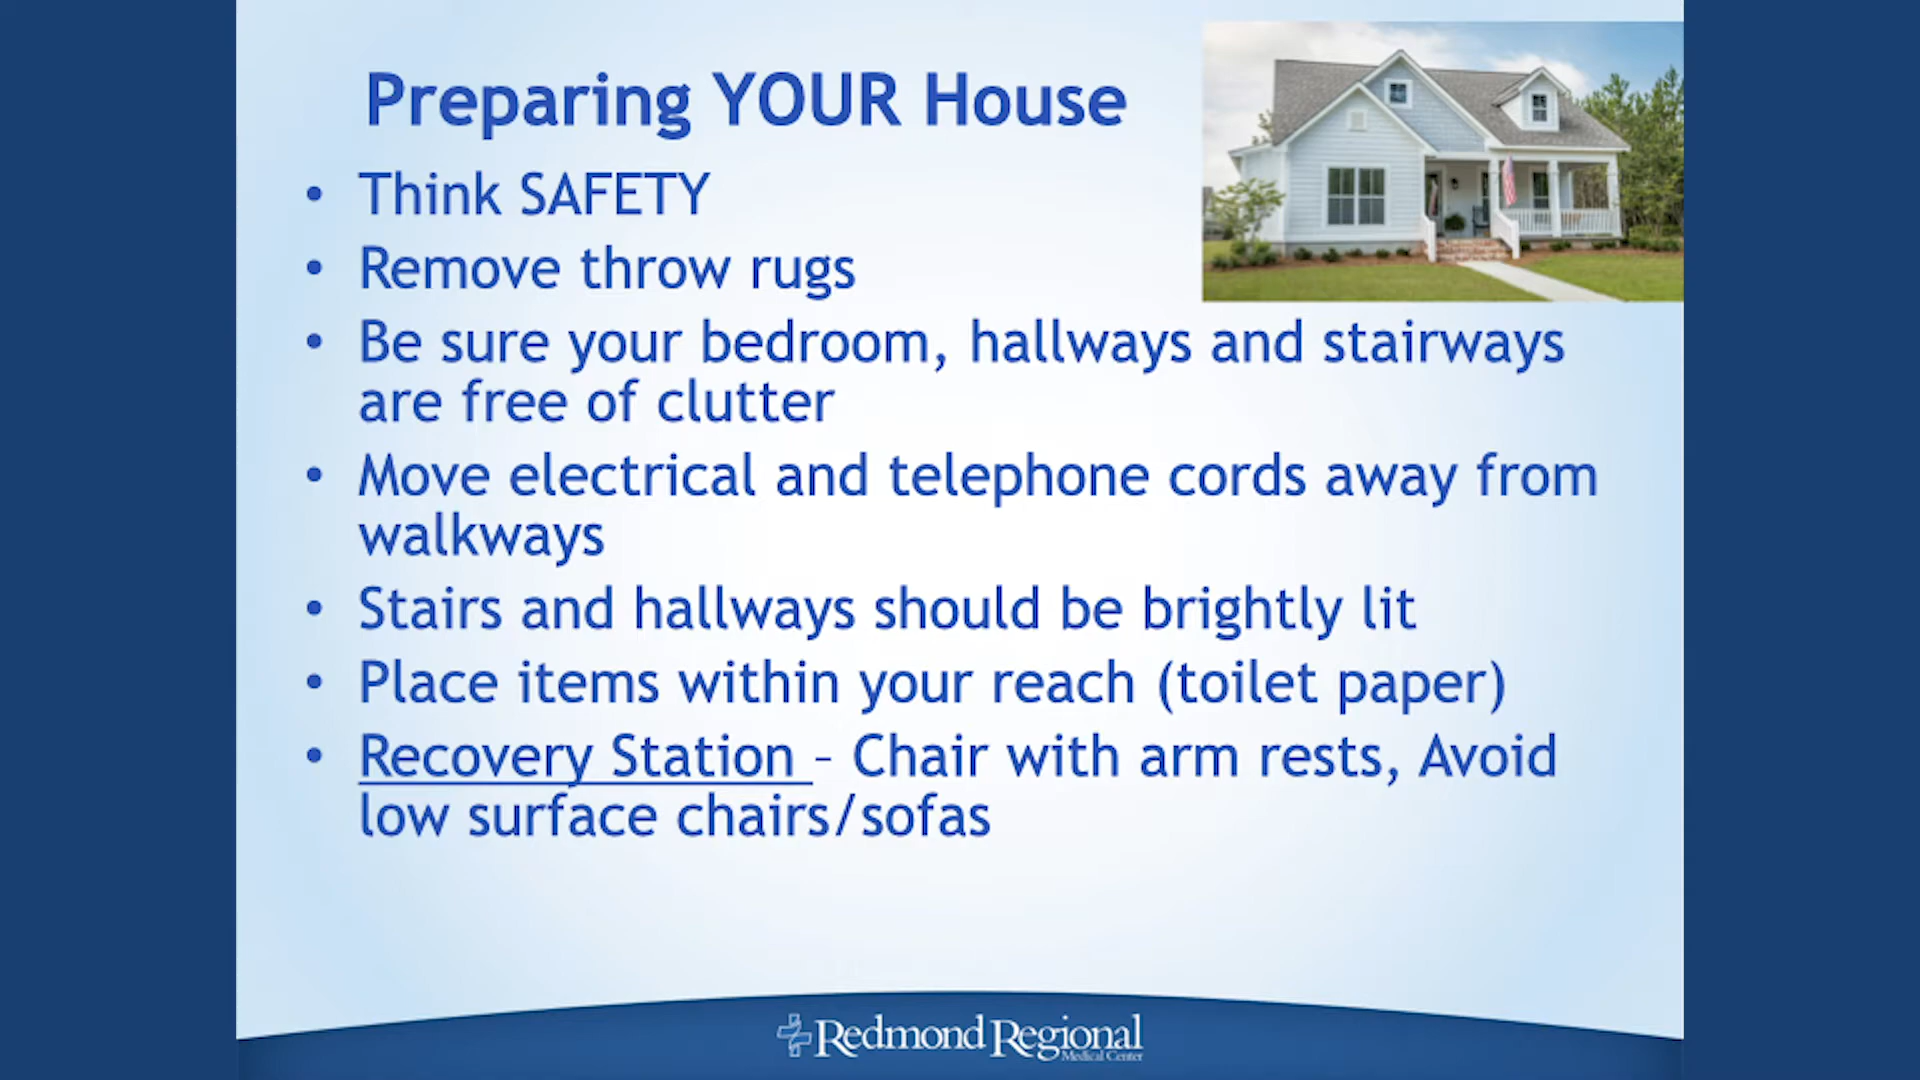 Preparing YOUR House
• Think SAFETY
• Remove throw rugs
• Be sure your bedroom, hallways and stairways
are free of clutter
• Move electrical and telephone cords away from
walkways
• Stairs and hallways should be brightly lit
• Place items within your reach (toilet paper)
• Recovery Station – Chair with arm rests, Avoid
low surface chairs/sofas
Redmond Regional
Medical Center